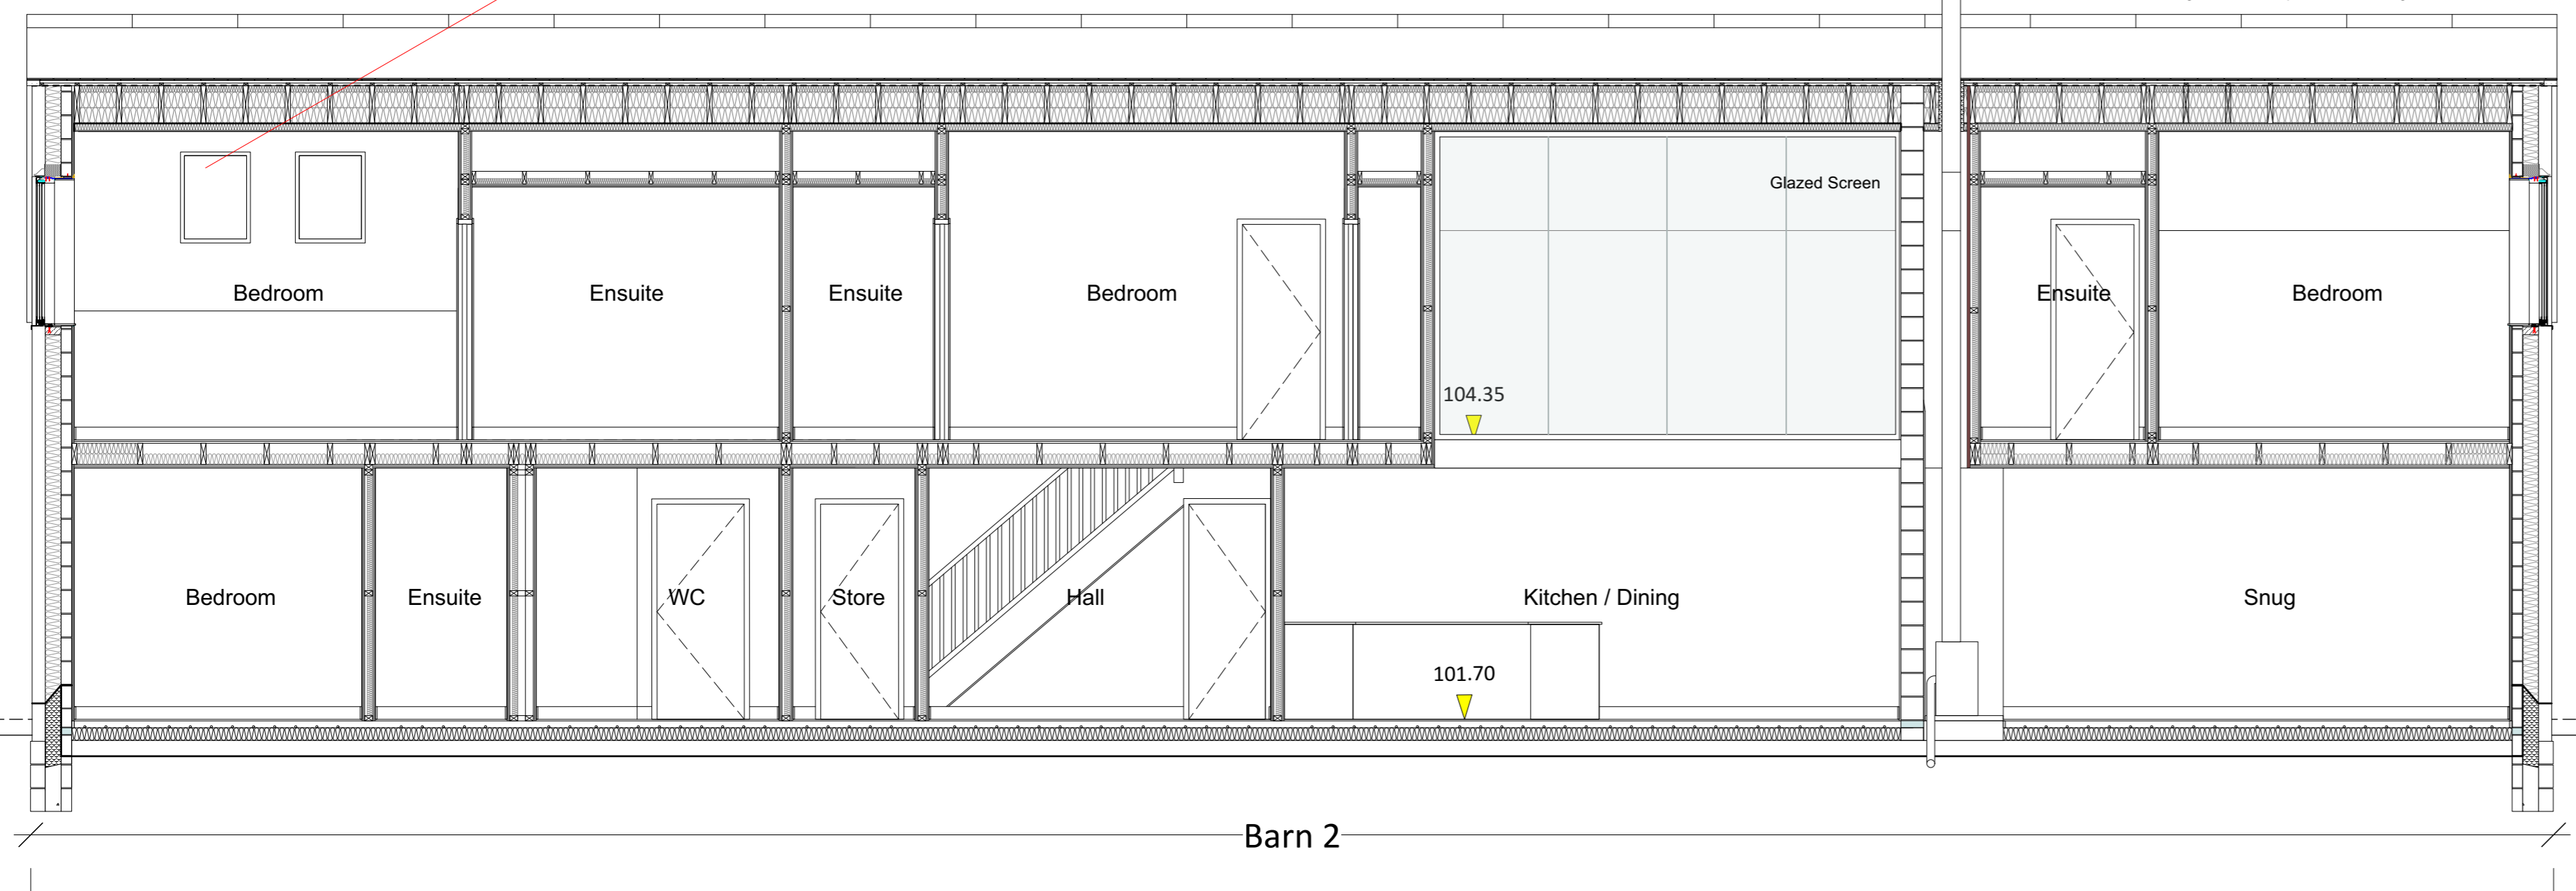 Glazed Screen
Bedroom
Ensuite
Ensuite
Bedroom
Ensuite
Bedroom
104.35
Bedroom
Ensuite
WC
Store
Hall
Kitchen / Dining
Snug
101.70
Barn 2